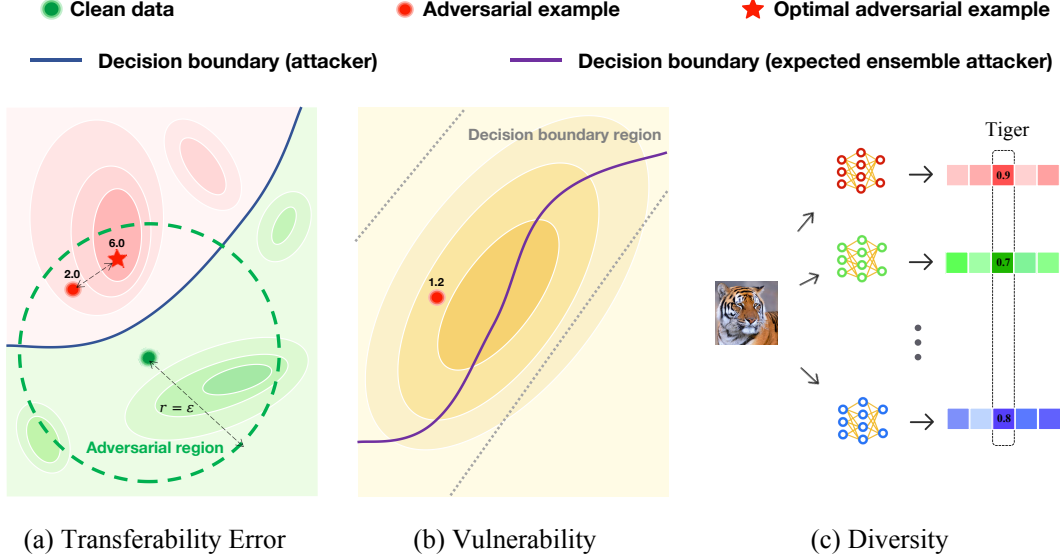 Clean data
Adversarial example
Optimal adversarial example
Decision boundary (attacker)
Decision boundary (expected ensemble attacker)
6.0
2.0
r = ε
Adversarial region
Decision boundary region
1.2
Tiger
0.9
0.7
0.8
(a) Transferability Error
(b) Vulnerability
(c) Diversity